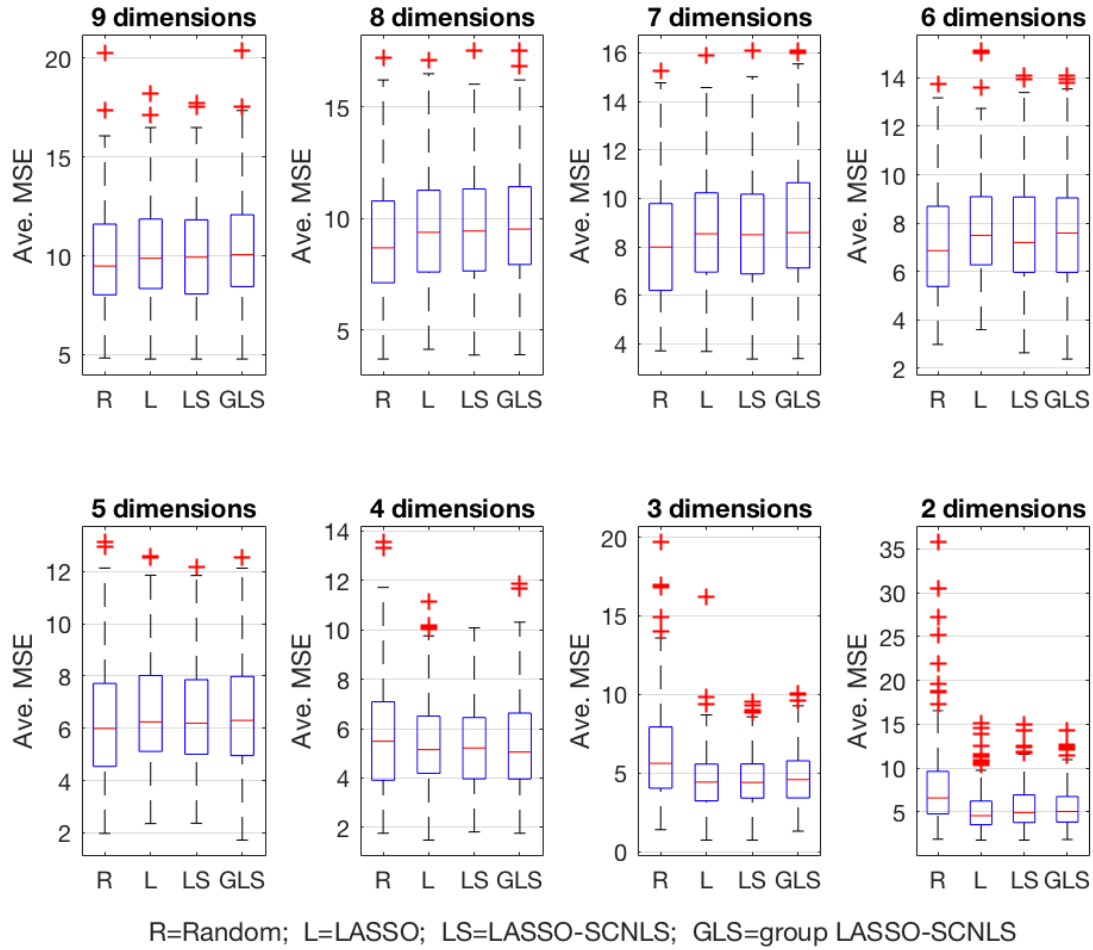 9 dimensions
8 dimensions
7 dimensions
6 dimensions
Ave. MSE
20
15
10
5
R L LS GLS
Ave. MSE
15
10
5
R L LS GLS
Ave. MSE
16
14
12
10
8
6
4
R L LS GLS
Ave. MSE
14
12
10
8
6
4
2
R L LS GLS
5 dimensions
4 dimensions
3 dimensions
2 dimensions
Ave. MSE
12
10
8
6
4
2
R L LS GLS
Ave. MSE
14
12
10
8
6
4
2
R L LS GLS
Ave. MSE
20
15
10
5
0
R L LS GLS
Ave. MSE
35
30
25
20
15
10
5
R L LS GLS
R=Random; L=LASSO; LS=LASSO-SCNLS; GLS=group LASSO-SCNLS